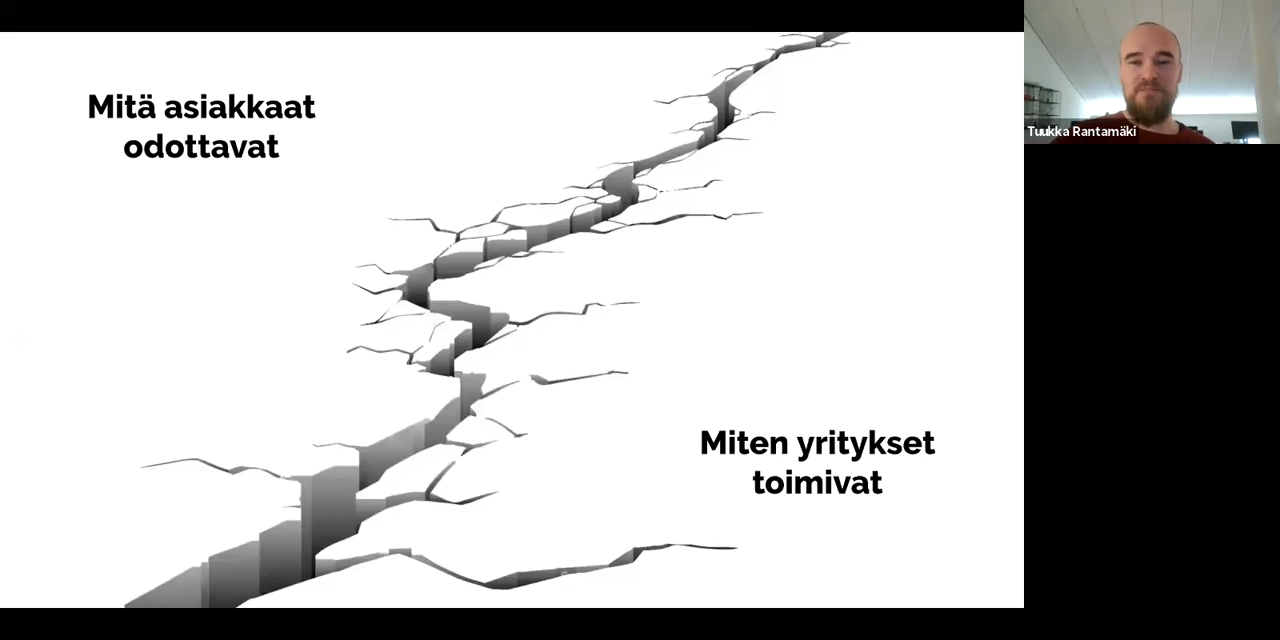 Mitä asiakkaat
odottavat
Tuukka Rantamäki
Miten yritykset
toimivat